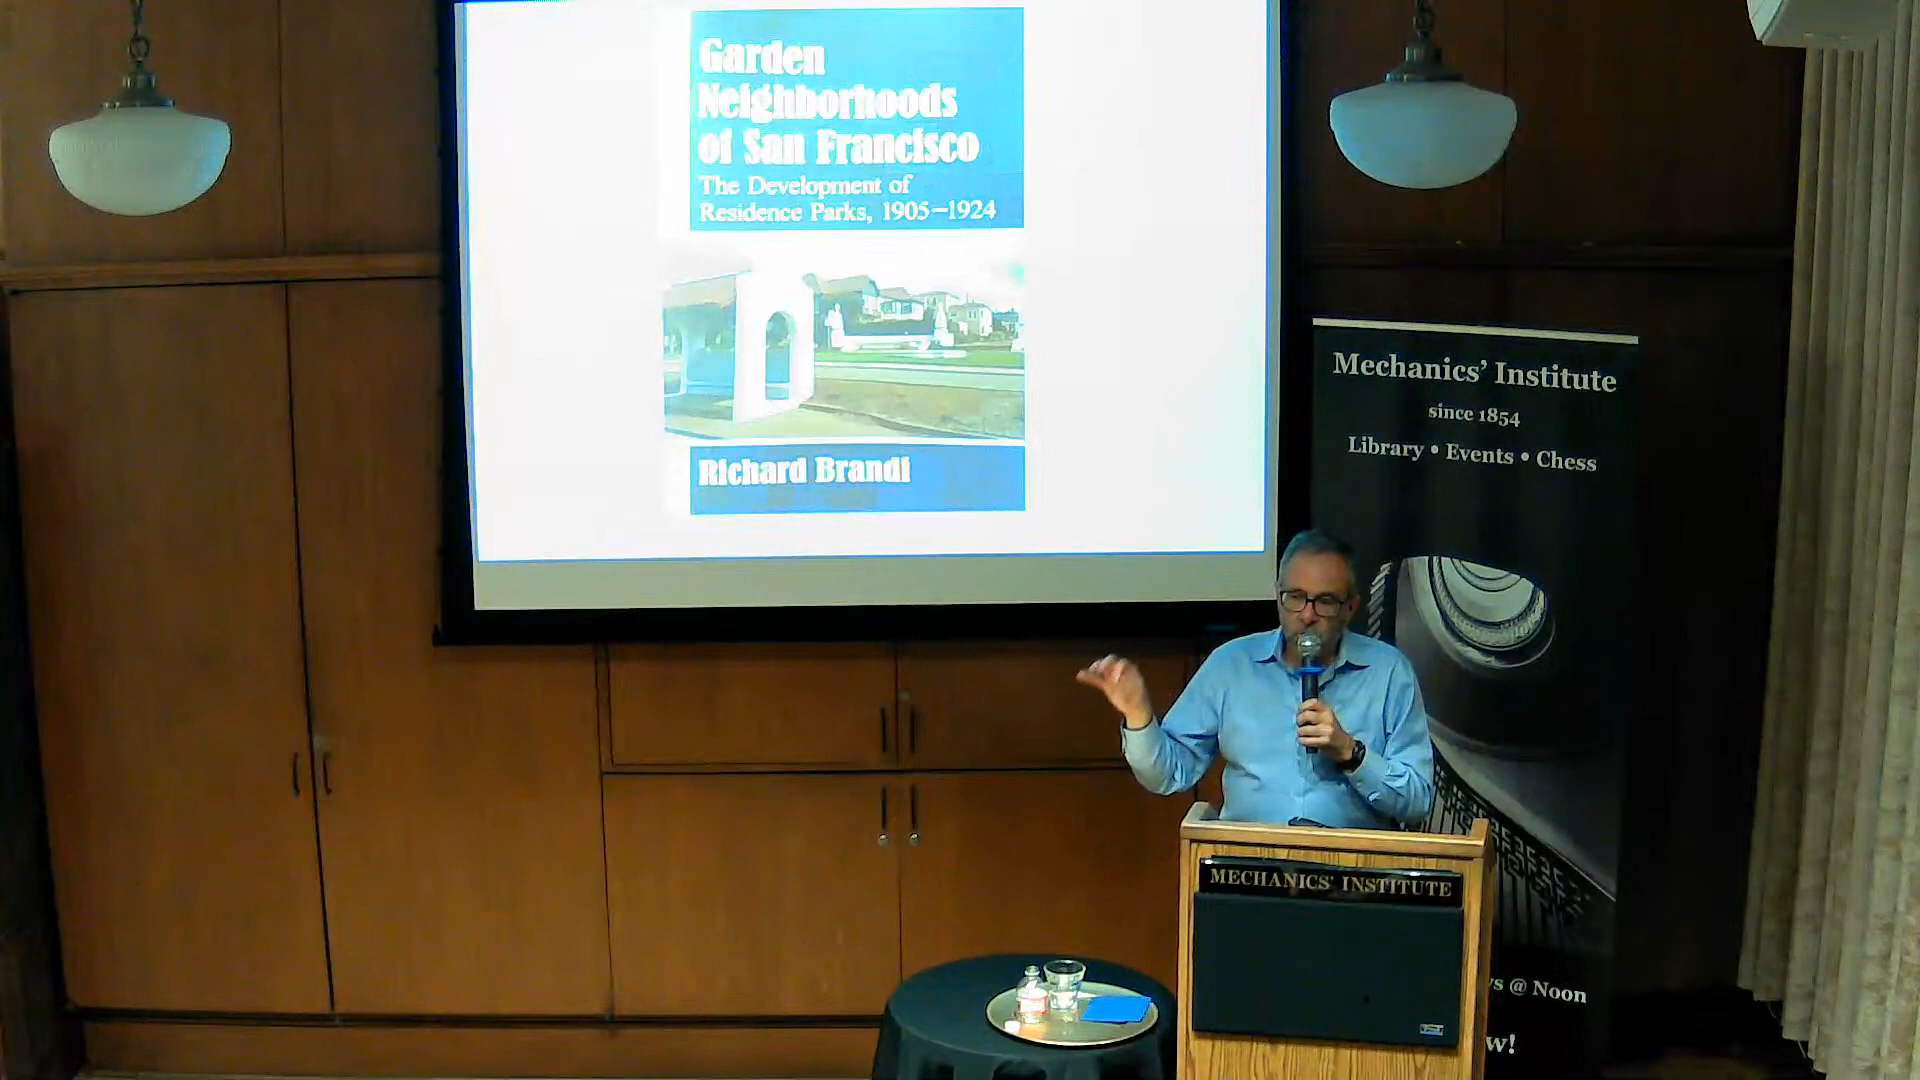 Garden
Neighborhoods
of San Francisco
The Development of
Residence Parks, 1905–1924
Richard Brandi
Mechanics' Institute
since 1854
Library • Events • Chess
MECHANICS' INSTITUTE
@ Noon